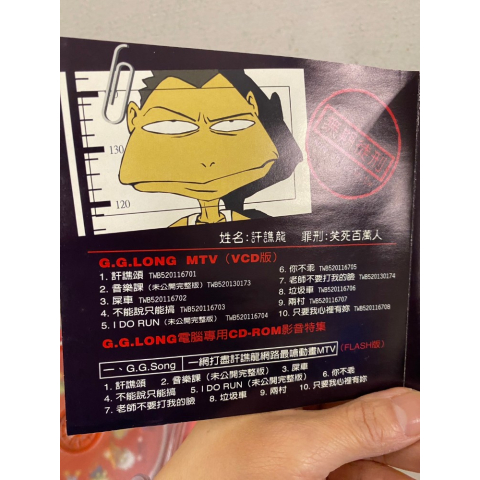 130
120
姓名:訐譙龍 罪刑:笑死百萬人
G.G.LONG MTV(VCD版)
1. 訐譙頌 TWB520116701
2. 音樂課(未公開完整版) TWB520130173
3. 屎車 TWB520116702
4. 不能說只能搞 TWB520116703
5. I DO RUN(未公開完整版) TWB520116704
6. 你不乖 TWB520116705
7. 老師不要打我的臉 TWB520130174
8. 垃圾車 TWB520116706
9. 兩村 TWB520116707
10. 只要我心裡有妳 TWB520116708
G.G.LONG電腦專用CD-ROM影音特集
一、G.G.Song 一網打盡訐譙龍網路最嗆動畫MTV (FLASH版)
1. 訐譙頌 2. 音樂課(未公開完整版) 3. 屎車
4. 不能說只能搞 5. I DO RUN(未公開完整版) 6. 你不乖
7. 老師不要打我的臉 8. 垃圾車 9. 兩村 10. 只要我心裡有妳